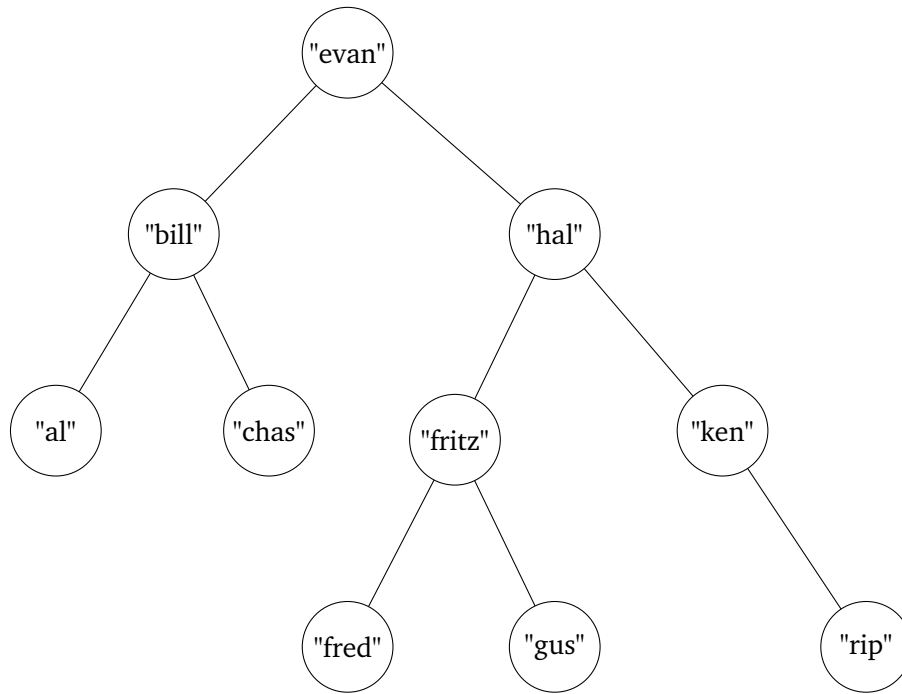 "evan"
"bill"
"hal"
"al"
"chas"
"fritz"
"ken"
"fred"
"gus"
"rip"